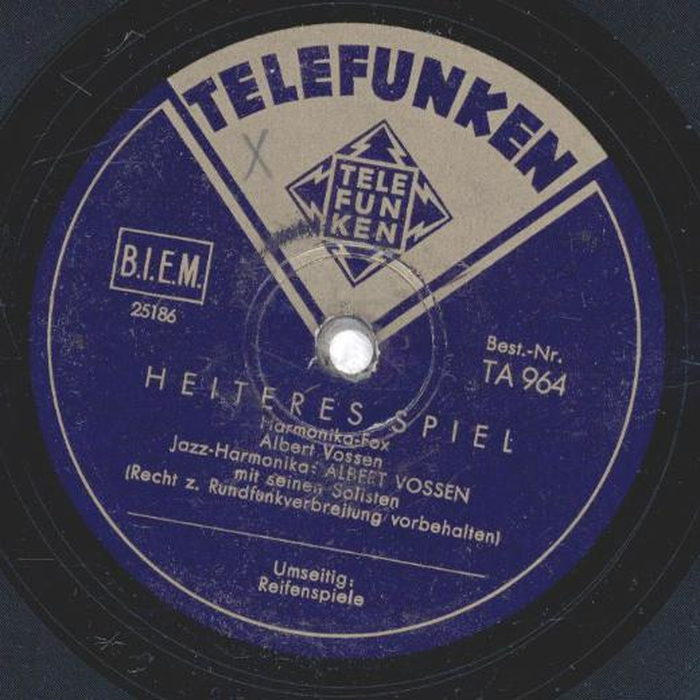 TELEFUNKEN
X
TELE
FUN
KEN
B.I.E.M.
25186
Best.-Nr.
TA 964
HEITERES SPIEL
Harmonika-Fox
Albert Vossen
Jazz-Harmonika: ALBERT VOSSEN
mit seinen Solisten
(Recht z. Rundfunkverbreitung vorbehalten)
Umseitig:
Reifenspiele